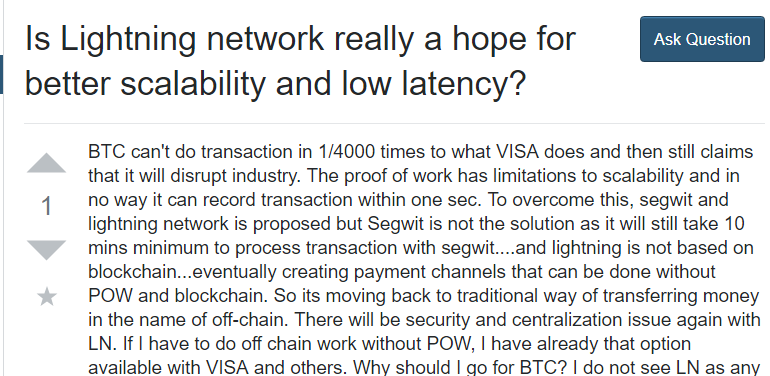 Is Lightning network really a hope for
better scalability and low latency?
Ask Question
BTC can't do transaction in 1/4000 times to what VISA does and then still claims
that it will disrupt industry. The proof of work has limitations to scalability and in
no way it can record transaction within one sec. To overcome this, segwit and
1
lightning network is proposed but Segwit is not the solution as it will still take 10
mins minimum to process transaction with segwit....and lightning is not based on
blockchain...eventually creating payment channels that can be done without
POW and blockchain. So its moving back to traditional way of transferring money
in the name of off-chain. There will be security and centralization issue again with
LN. If I have to do off chain work without POW, I have already that option
available with VISA and others. Why should I go for BTC? I do not see LN as any